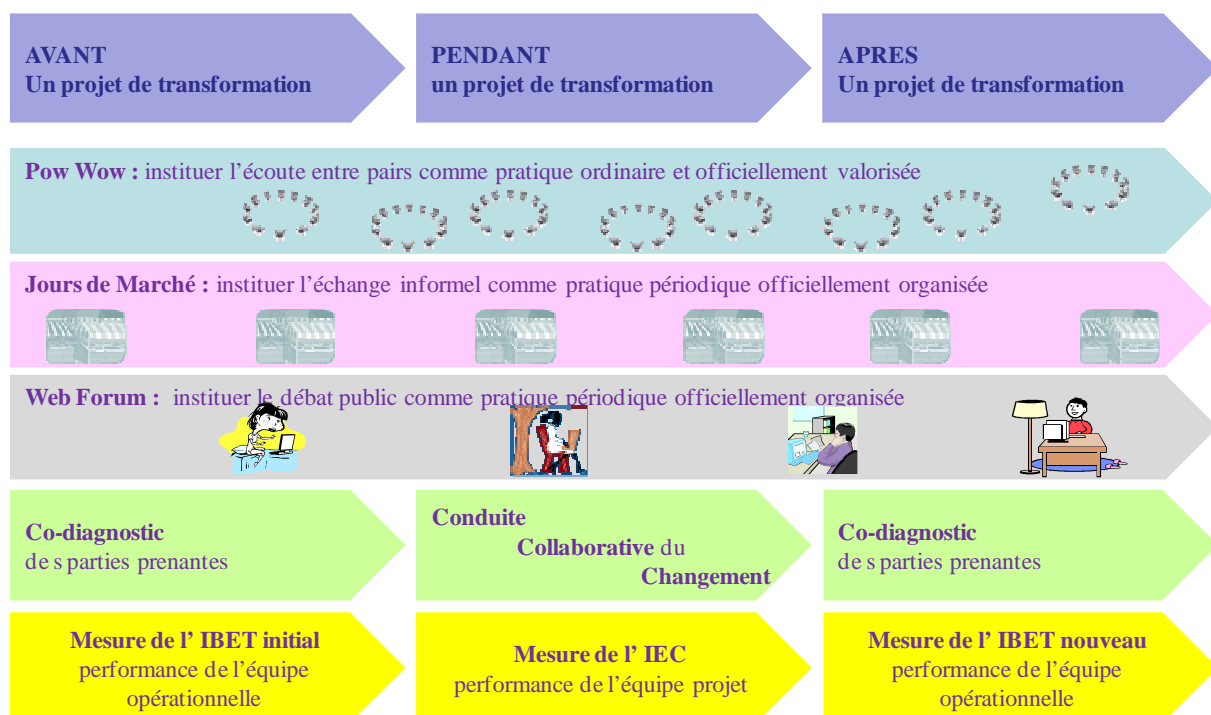 AVANT
Un projet de transformation
PENDANT
un projet de transformation
APRES
Un projet de transformation
Pow Wow : instituer l’écoute entre pairs comme pratique ordinaire et officiellement valorisée
Jours de Marché : instituer l’échange informel comme pratique périodique officiellement organisée
Web Forum : instituer le débat public comme pratique périodique officiellement organisée
Co-diagnostic
de s parties prenantes
Conduite
Collaborative du
Changement
Co-diagnostic
de s parties prenantes
Mesure de l’ IBET initial
performance de l’équipe
opérationnelle
Mesure de l’ IEC
performance de l’équipe projet
Mesure de l’ IBET nouveau
performance de l’équipe
opérationnelle